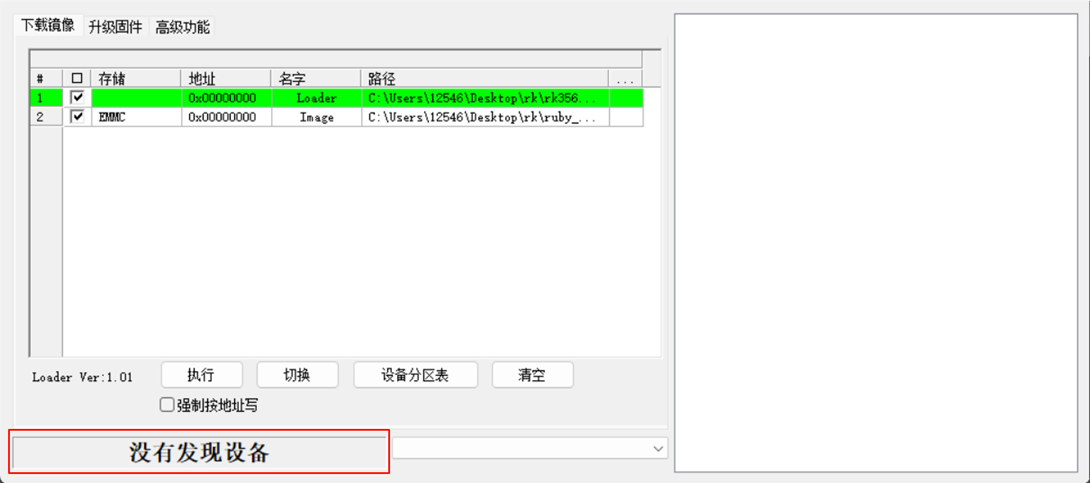 下载镜像 升级固件 高级功能
# 存储 地址 名字 路径 ...
1 0x00000000 Loader C:\Users\12546\Desktop\rk\rk356...
2 EMMC 0x00000000 Image C:\Users\12546\Desktop\rk\ruby_...
Loader Ver:1.01 执行 切换 设备分区表 清空
强制按地址写
没有发现设备